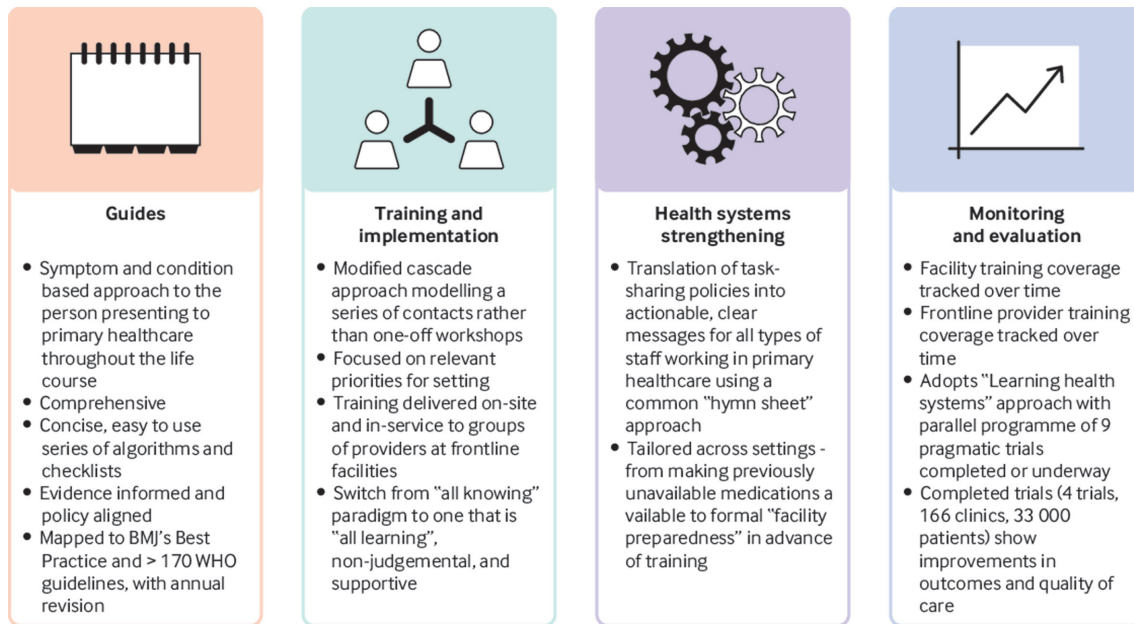 Guides
• Symptom and condition
based approach to the
person presenting to
primary healthcare
throughout the life
course
• Comprehensive
• Concise, easy to use
series of algorithms and
checklists
• Evidence informed and
policy aligned
• Mapped to BMJ's Best
Practice and > 170 WHO
guidelines, with annual
revision
Training and
implementation
• Modified cascade
approach modelling a
series of contacts rather
than one-off workshops
• Focused on relevant
priorities for setting
• Training delivered on-site
and in-service to groups
of providers at frontline
facilities
• Switch from "all knowing"
paradigm to one that is
"all learning",
non-judgemental, and
supportive
Health systems
strengthening
• Translation of task-
sharing policies into
actionable, clear
messages for all types of
staff working in primary
healthcare using a
common "hymn sheet"
approach
• Tailored across settings -
from making previously
unavailable medications a
vailable to formal "facility
preparedness" in advance
of training
Monitoring
and evaluation
• Facility training coverage
tracked over time
• Frontline provider training
coverage tracked over
time
• Adopts "Learning health
systems" approach with
parallel programme of 9
pragmatic trials
completed or underway
• Completed trials (4 trials,
166 clinics, 33 000
patients) show
improvements in
outcomes and quality of
care